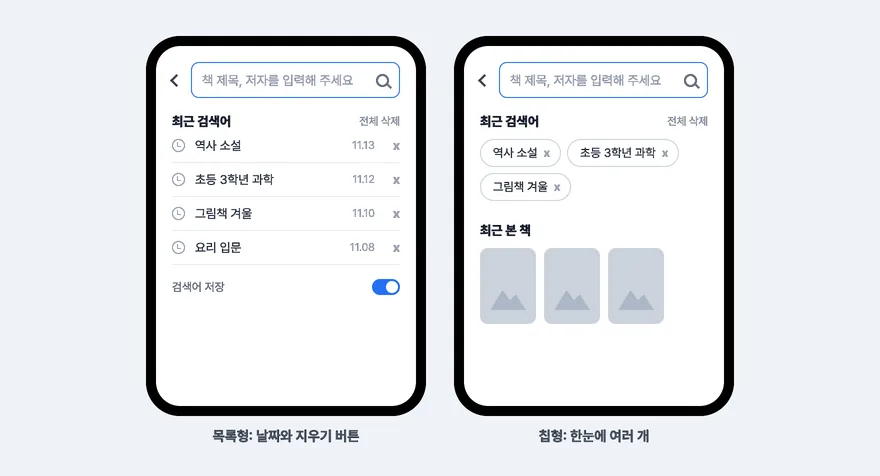 책 제목, 저자를 입력해 주세요
최근 검색어 전체 삭제
역사 소설 11.13 x
초등 3학년 과학 11.12 x
그림책 겨울 11.10 x
요리 입문 11.08 x
검색어 저장
목록형: 날짜와 지우기 버튼
책 제목, 저자를 입력해 주세요
최근 검색어 전체 삭제
역사 소설 x 초등 3학년 과학 x
그림책 겨울 x
최근 본 책
칩형: 한눈에 여러 개